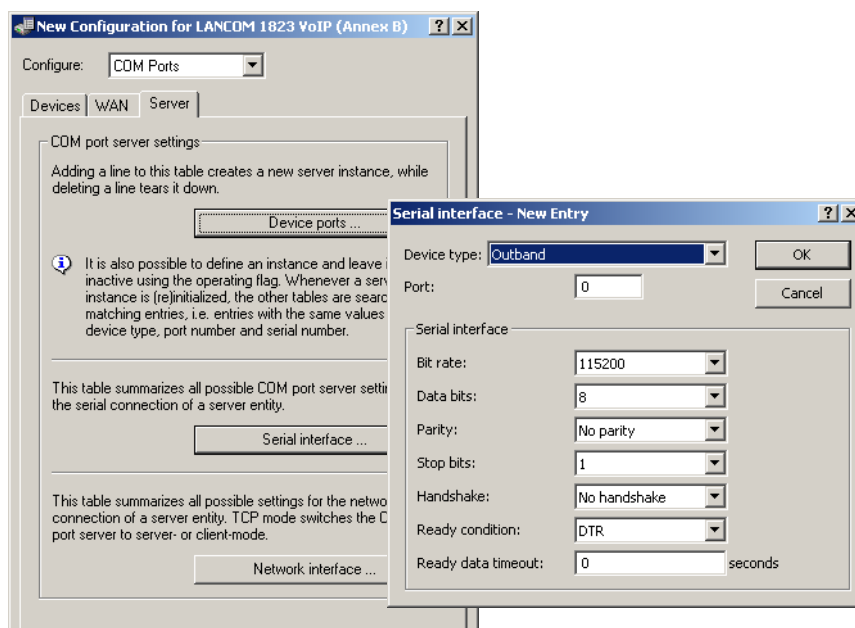 New Configuration for LANCOM 1823 VoIP (Annex B)
Configure: COM Ports
Devices WAN Server
COM port server settings
Adding a line to this table creates a new server instance, while
deleting a line tears it down.
Device ports ...
It is also possible to define an instance and leave
inactive using the operating flag. Whenever a
instance is (re)initialized, the other tables are
matching entries, i.e. entries with the same values
device type, port number and serial number.
This table summarizes all possible COM port server
the serial connection of a server entity.
Serial interface ...
This table summarizes all possible settings for the
connection of a server entity. TCP mode switches the
port server to server- or client-mode.
Network interface ...
Serial interface - New Entry
Device type: Outband
OK
Port: 0
Cancel
Serial interface
Bit rate: 115200
Data bits: 8
Parity: No parity
Stop bits: 1
Handshake: No handshake
Ready condition: DTR
Ready data timeout: 0 seconds